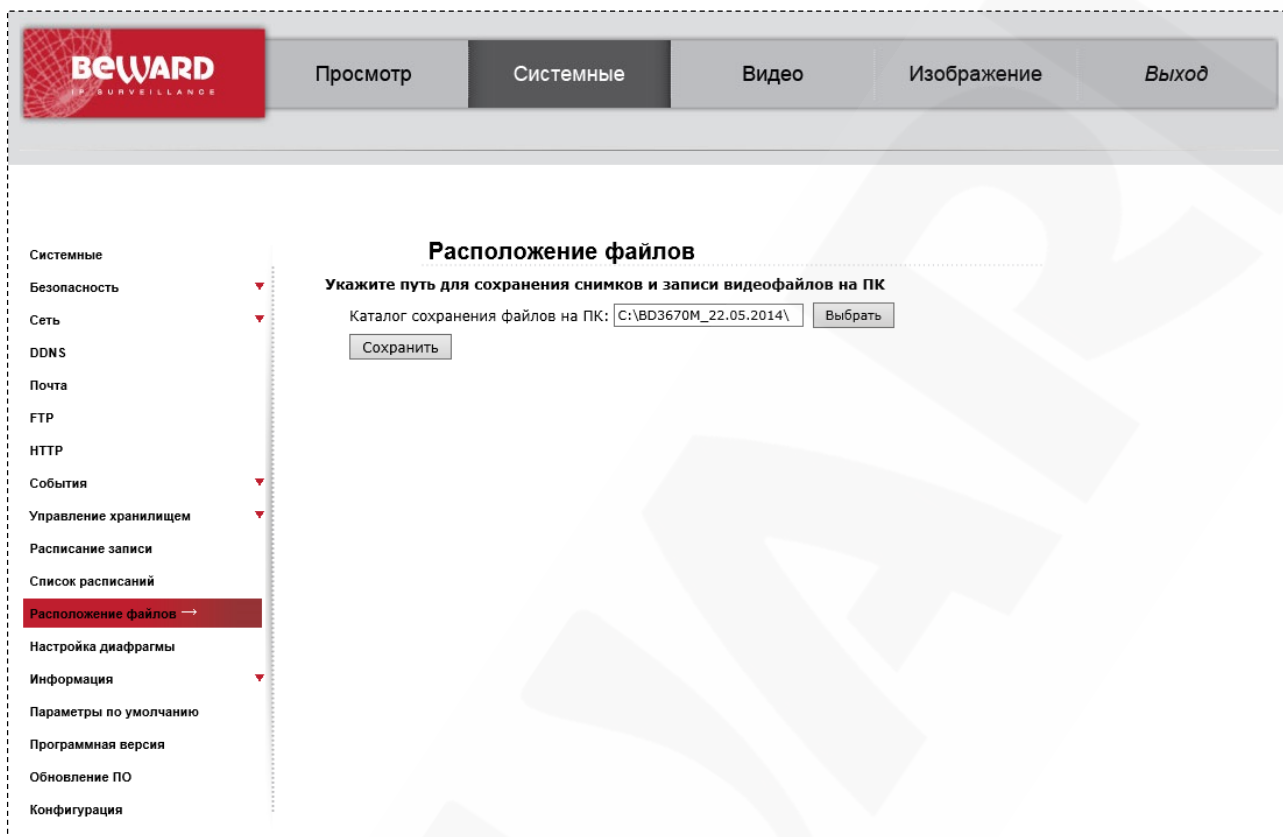 BEWARD
IP SURVEILLANCE
Просмотр
Системные
Видео
Изображение
Выход
Системные
Безопасность
Сеть
DDNS
Почта
FTP
HTTP
События
Управление хранилищем
Расписание записи
Список расписаний
Расположение файлов →
Настройка диафрагмы
Информация
Параметры по умолчанию
Программная версия
Обновление ПО
Конфигурация
Расположение файлов
Укажите путь для сохранения снимков и записи видеофайлов на ПК
Каталог сохранения файлов на ПК: C:\BD3670M_22.05.2014\ Выбрать
Сохранить